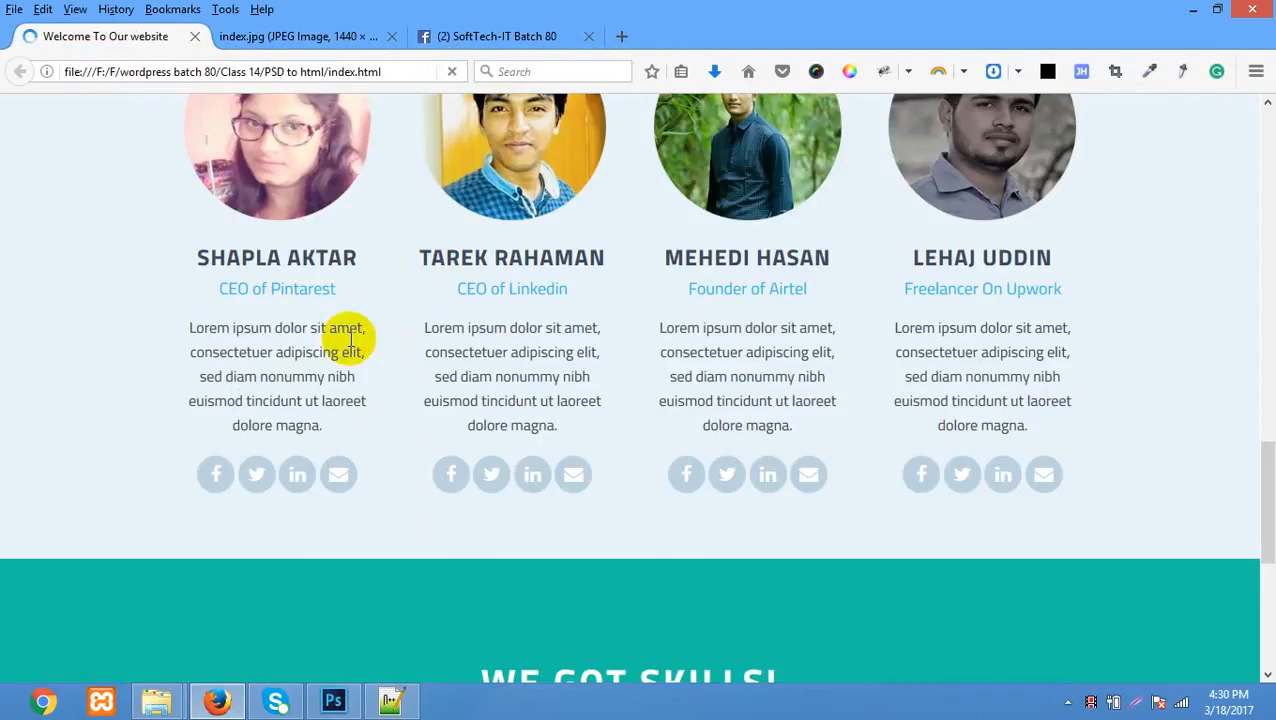 File Edit View History Bookmarks Tools Help
Welcome To Our website
index.jpg (JPEG Image, 1440 × ...
(2) SoftTech-IT Batch 80
file:///F:/F/wordpress batch 80/Class 14/PSD to html/index.html
Search
JH
SHAPLA AKTAR
CEO of Pintarest
Lorem ipsum dolor sit amet,
consectetuer adipiscing elit,
sed diam nonummy nibh
euismod tincidunt ut laoreet
dolore magna.
TAREK RAHAMAN
CEO of Linkedin
Lorem ipsum dolor sit amet,
consectetuer adipiscing elit,
sed diam nonummy nibh
euismod tincidunt ut laoreet
dolore magna.
MEHEDI HASAN
Founder of Airtel
Lorem ipsum dolor sit amet,
consectetuer adipiscing elit,
sed diam nonummy nibh
euismod tincidunt ut laoreet
dolore magna.
LEHAJ UDDIN
Freelancer On Upwork
Lorem ipsum dolor sit amet,
consectetuer adipiscing elit,
sed diam nonummy nibh
euismod tincidunt ut laoreet
dolore magna.
WE GOT SKILLS!
Ps
4:30 PM
3/18/2017